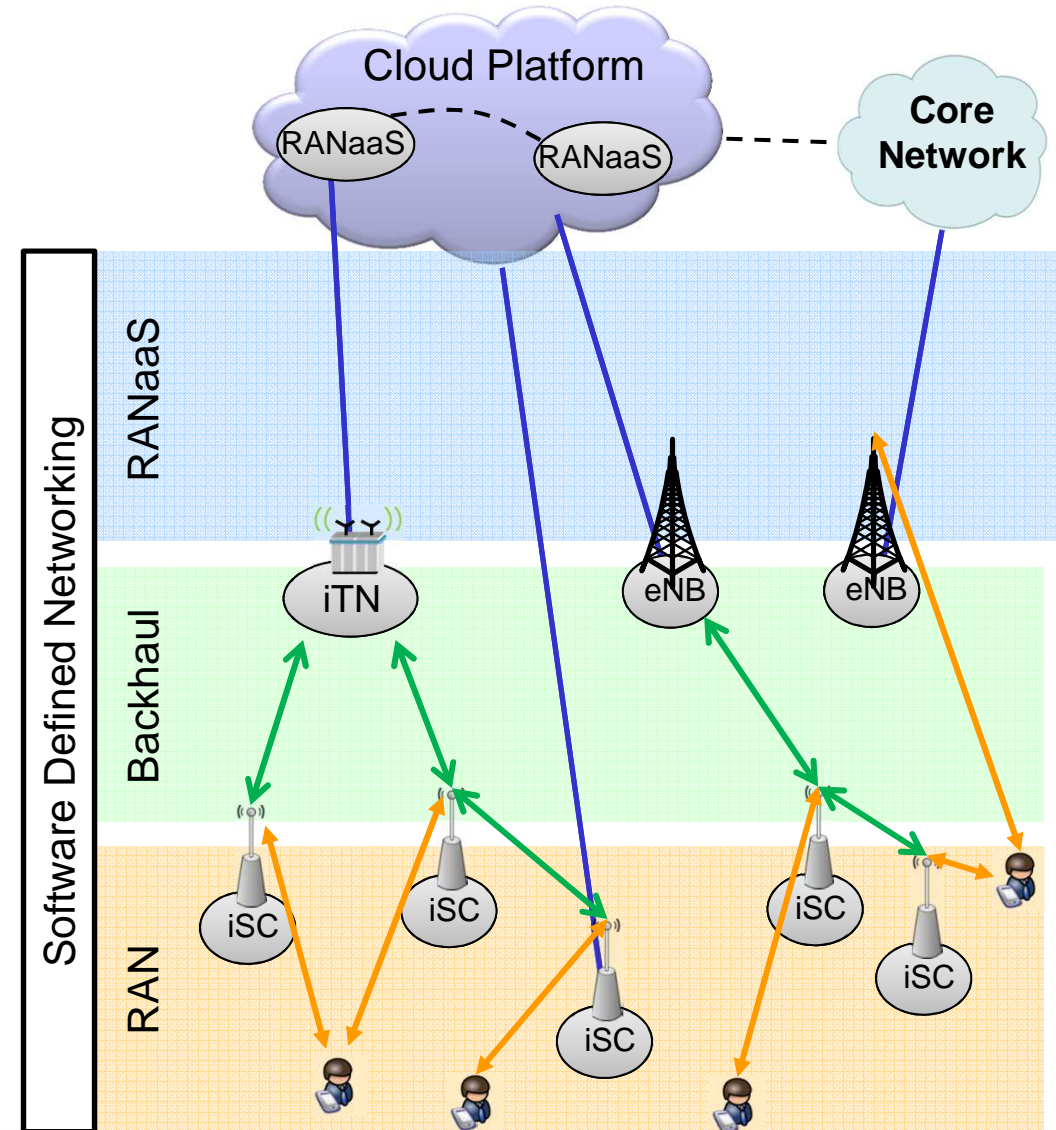 Cloud Platform
Core
Network
RANaaS
RANaaS
Software Defined Networking
RANaaS
iTN
eNB
eNB
Backhaul
iSC
iSC
iSC
iSC
iSC
RAN